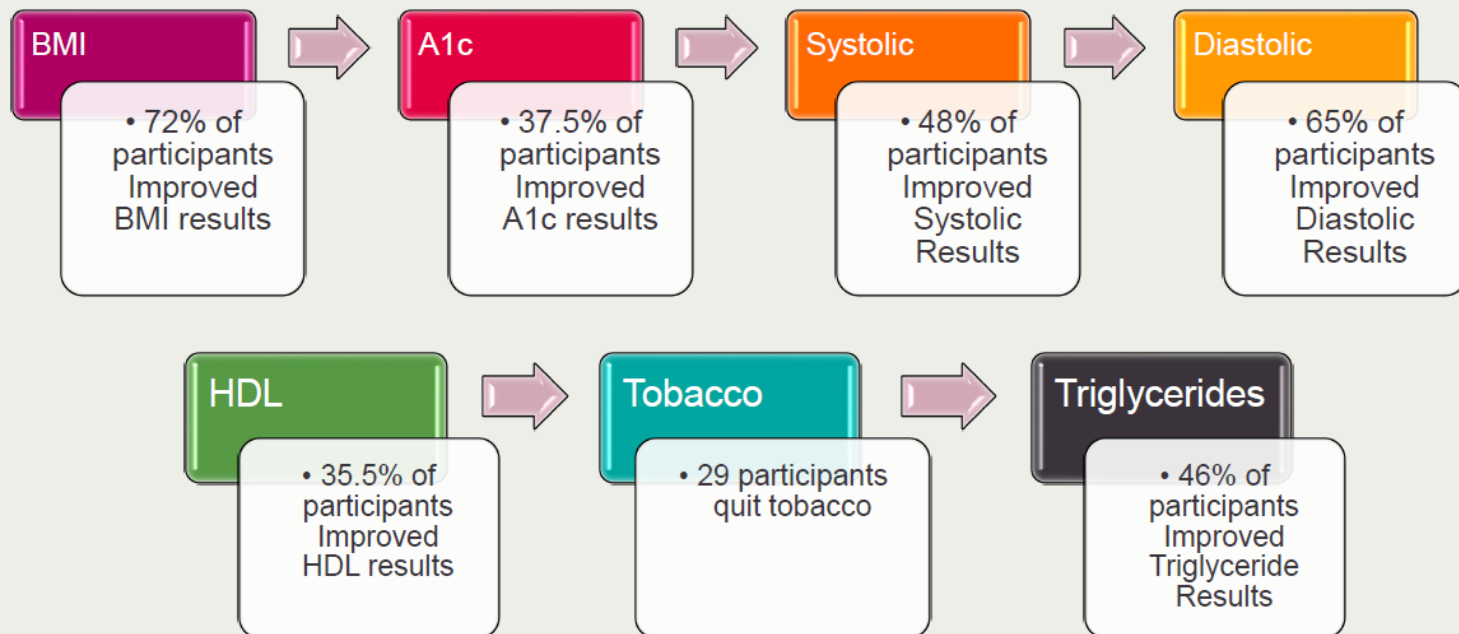 BMI
• 72% of
participants
Improved
BMI results
A1c
• 37.5% of
participants
Improved
A1c results
Systolic
• 48% of
participants
Improved
Systolic
Results
Diastolic
• 65% of
participants
Improved
Diastolic
Results
HDL
• 35.5% of
participants
Improved
HDL results
Tobacco
• 29 participants
quit tobacco
Triglycerides
• 46% of
participants
Improved
Triglyceride
Results